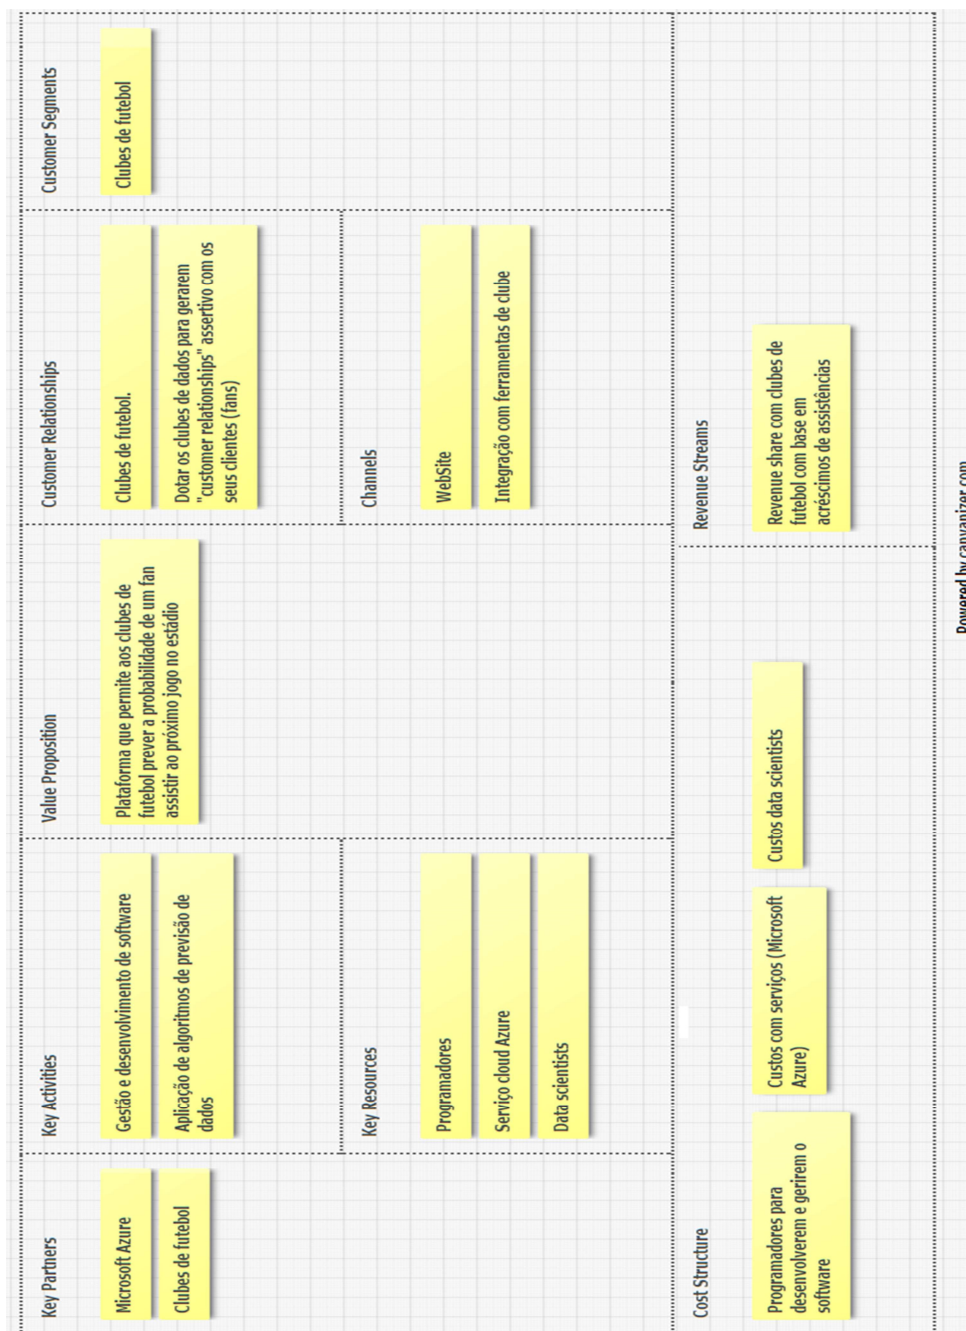 Key Partners
Microsoft Azure
Clubes de futebol
Key Activities
Gestão e desenvolvimento de software
Aplicação de algoritmos de previsão de
dados
Key Resources
Programadores
Serviço cloud Azure
Data scientists
Value Proposition
Plataforma que permite aos clubes de
futebol prever a probabilidade de um fan
assistir ao próximo jogo no estádio
Customer Relationships
Clubes de futebol.
Dotar os clubes de dados para gerarem
"customer relationships" assertivo com os
seus clientes (fans)
Channels
WebSite
Integração com ferramentas de clube
Customer Segments
Clubes de futebol
Cost Structure
Programadores para
desenvolverem e gerirem o
software
Custos com serviços (Microsoft
Azure)
Custos data scientists
Revenue Streams
Revenue share com clubes de
futebol com base em
acréscimos de assistências
Powered by canvanizer.com